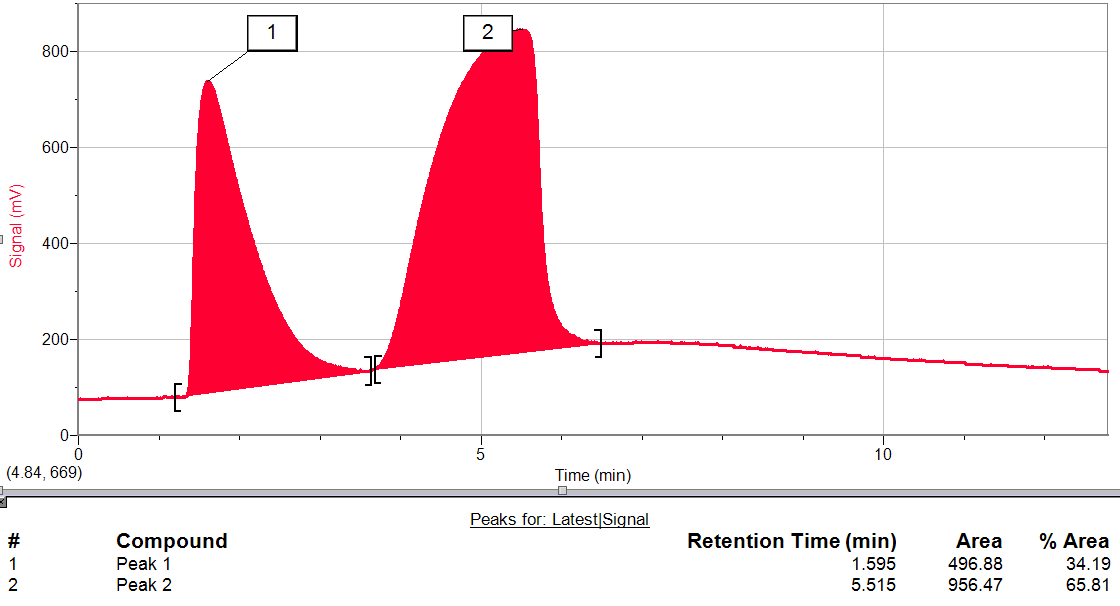 1
2
800
600
400
200
0
Signal (mV)
0 5 10
(4.84, 669)
Time (min)
Peaks for: Latest|Signal
# Compound Retention Time (min) Area % Area
1 Peak 1 1.595 496.88 34.19
2 Peak 2 5.515 956.47 65.81